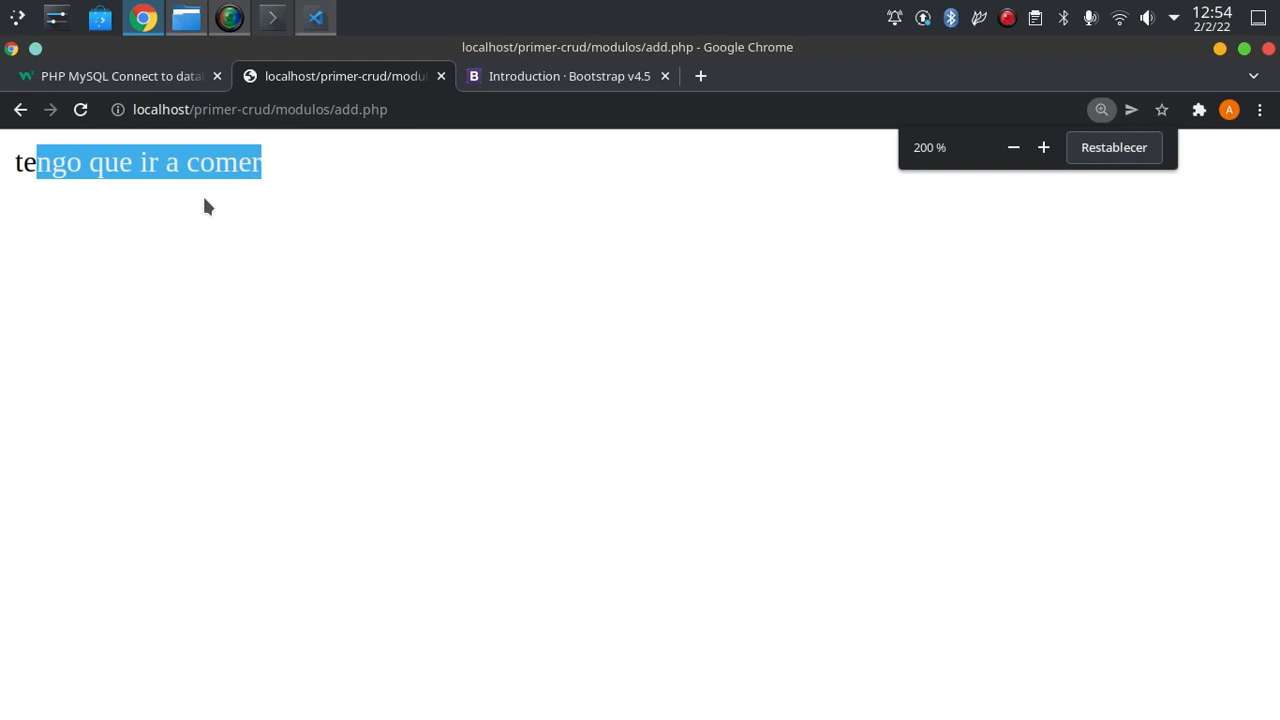 12:54
2/2/22
localhost/primer-crud/modulos/add.php - Google Chrome
PHP MySQL Connect to datal
localhost/primer-crud/modu
Introduction · Bootstrap v4.5
localhost/primer-crud/modulos/add.php
A
200 %
Restablecer
tengo que ir a comer